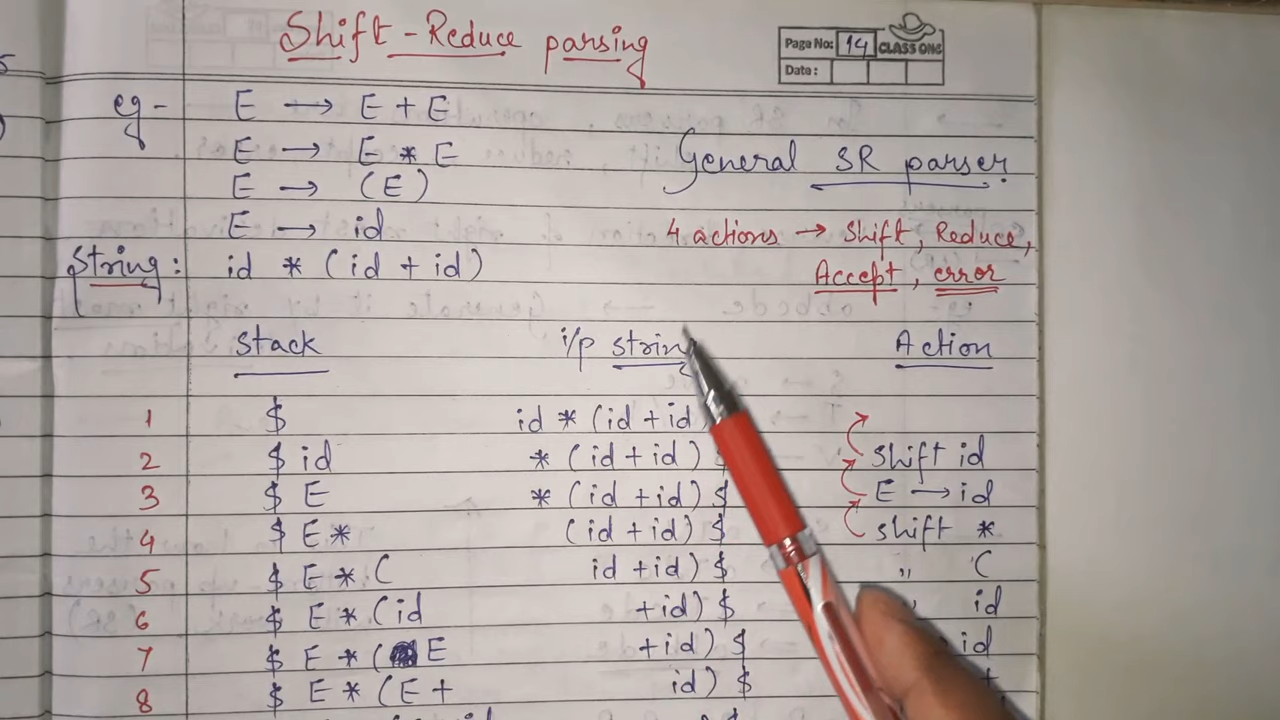 Shift-Reduce parsing
Page No: 14 CLASS ONE
Date:
eg- E → E + E
E → E * E
General SR parser
E → (E)
E → id
4 actions → Shift, Reduce,
String: id * (id + id)
Accept, error
Stack i/p strin Action
1 $ id * (id + id)
2 $ id * (id + id) $ Shift id
3 $ E * (id + id) $ E → id
4 $ E * (id + id) $ shift *
5 $ E * ( id + id) $ " (
6 $ E * (id + id) $ " id
7 $ E * ( E + id) $ id
8 $ E * (E + id) $ +